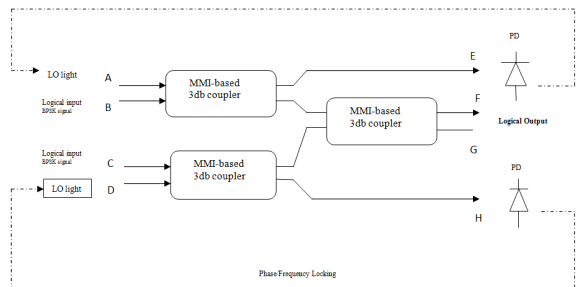 PD
E
LO light
A
MMI-based
3db coupler
Logical input
BPSK signal
B
F
MMI-based
3db coupler
Logical Output
G
Logical input
BPSK signal
C
MMI-based
3db coupler
PD
LO light
D
H
Phase/Frequency Locking